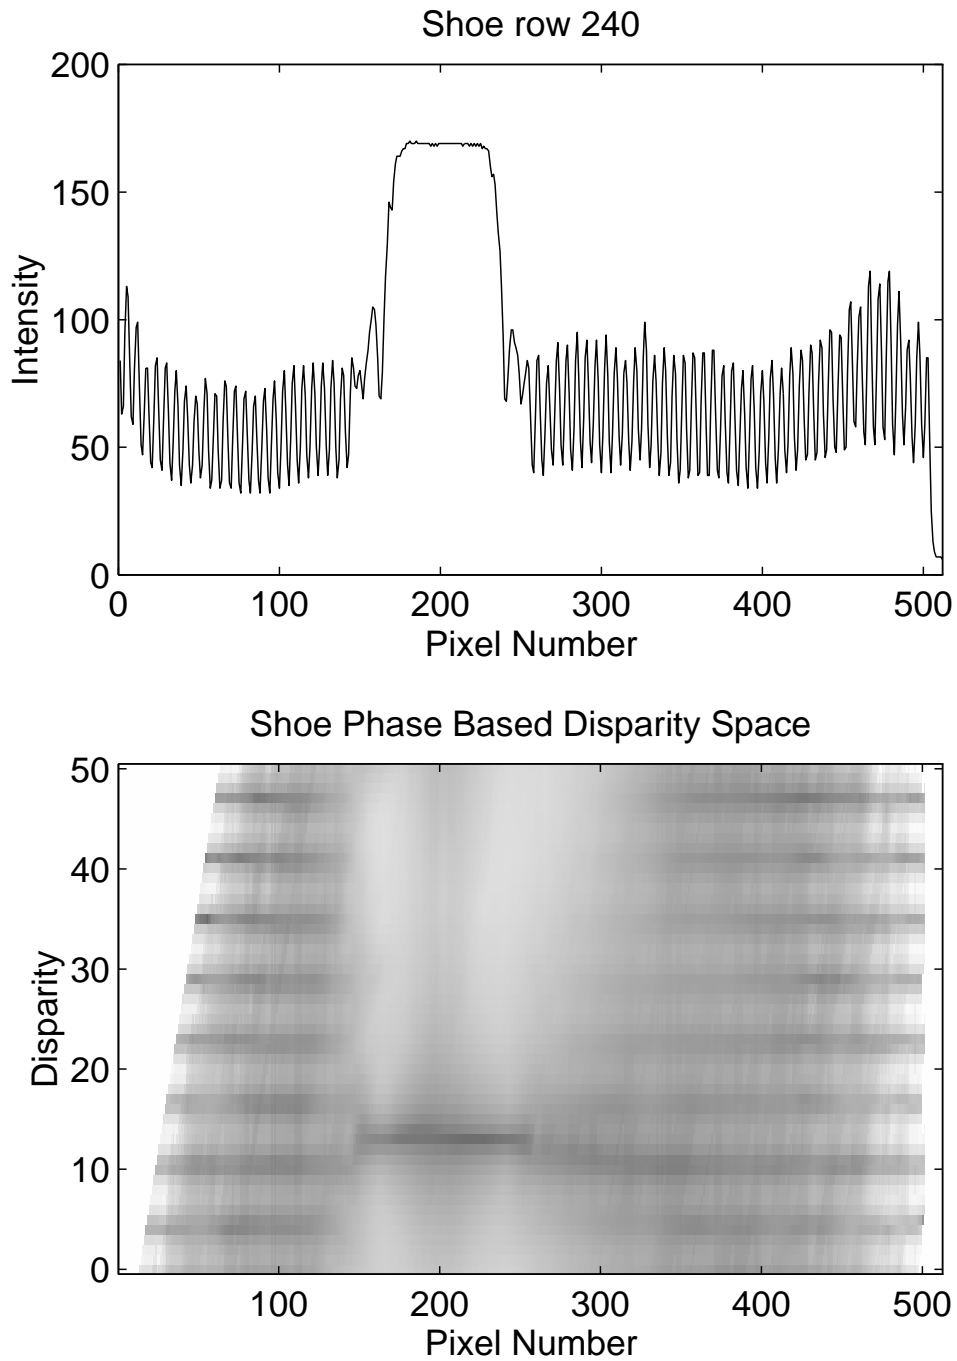 Shoe row 240
200
150
100
50
0
Intensity
0 100 200 300 400 500
Pixel Number
Shoe Phase Based Disparity Space
50
40
30
20
10
0
Disparity
100 200 300 400 500
Pixel Number